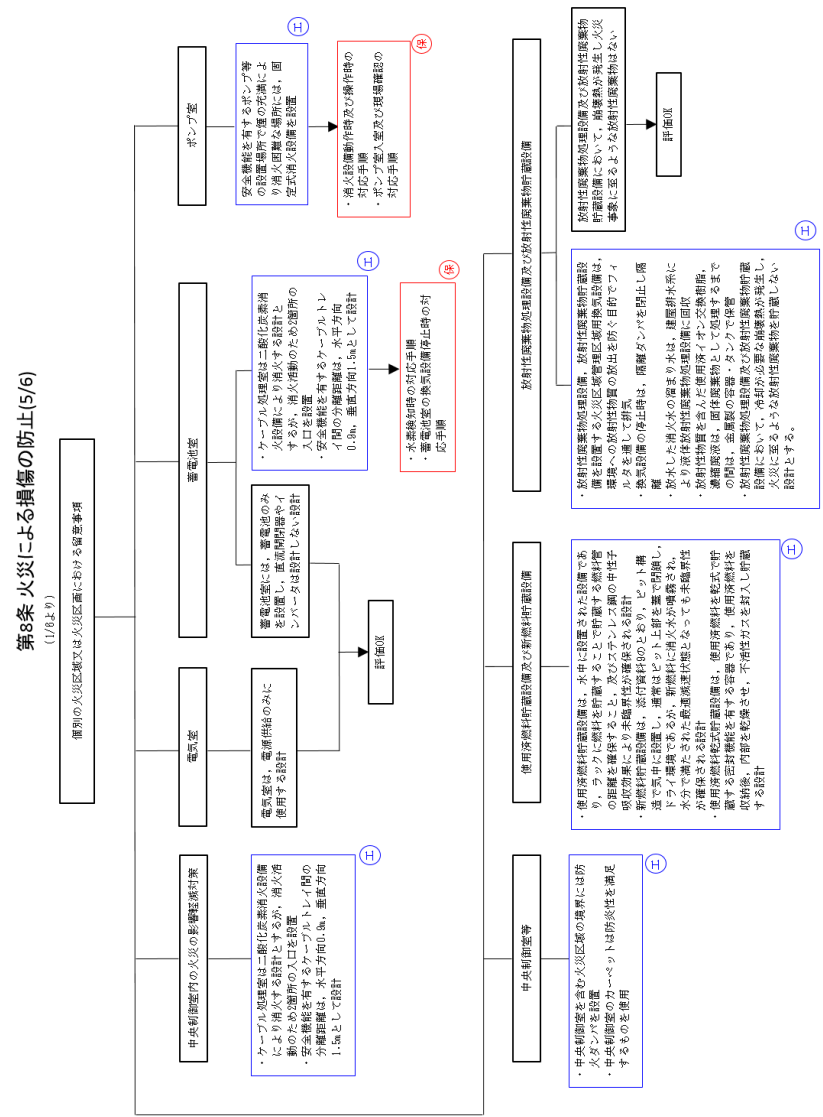 第8条 火災による損傷の防止(5/6)
(1/6より)
個別の火災区域又は火災区画における留意事項
中央制御室内の火災の影響軽減対策
・ケーブル処理室は二酸化炭素消火設備
により消火する設計とするが,消火活
動のため2箇所の入口を設置
・安全機能を有するケーブルトレイ間の
分離距離は,水平方向0.9m,垂直方向
1.5mとして設計
エ
電気室
電気室は,電源供給のみに
使用する設計
蓄電池室
蓄電池室には,蓄電池のみ
を設置し,直流開閉器やイ
ンバータは設計しない設計
評価OK
・ケーブル処理室は二酸化炭素消
火設備により消火する設計と
するが,消火活動のため2箇所の
入口を設置
・安全機能を有するケーブルトレ
イ間の分離距離は,水平方向
0.9m,垂直方向1.5mとして設計
エ
・水素検知時の対応手順
・蓄電池室の換気設備停止時の対
応手順
保
ポンプ室
安全機能を有するポンプ等
の設置場所で煙の充満によ
り消火困難な場所には,固
定式消火設備を設置
エ
・消火設備動作時及び操作時の
対応手順
・ポンプ室入室及び現場確認の
対応手順
保
中央制御室等
・中央制御室を含む火災区域の境界には防
火ダンパを設置
・中央制御室のカーペットは防炎性を満足
するものを使用
エ
使用済燃料貯蔵設備及び新燃料貯蔵設備
・使用済燃料貯蔵設備は,水中に設置された設備であ
り,ラックに燃料を貯蔵することで貯蔵する燃料管
の距離を確保すること,及びステンレス鋼の中性子
吸収効果により未臨界性が確保される設計
・新燃料貯蔵設備は,添付資料9のとおり,ピット構
造で気中に設置し,通常はピット上部を蓋で閉鎖し,
ドライ環境であるが,新燃料に消火水が噴霧され,
水分で満たされた最適減速状態となっても未臨界性
が確保される設計
・使用済燃料乾式貯蔵設備は,使用済燃料を乾式で貯
蔵する密封機能を有する容器であり,使用済燃料を
収納後,内部を乾燥させ,不活性ガスを封入し貯蔵
する設計
エ
放射性廃棄物処理設備及び放射性廃棄物貯蔵設備
・放射性廃棄物処理設備,放射性廃棄物貯蔵設
備を設置する火災区域管理区域用換気設備は,
環境への放射性物質の放出を防ぐ目的でフィ
ルタを通して排気
・換気設備の停止時は,隔離ダンパを閉止し隔
離
・放水した消火水の溜まり水は,建屋排水系に
より液体放射性廃棄物処理設備に回収
・放射性物質を含んだ使用済イオン交換樹脂,
濃縮廃液は,固体廃棄物として処理するまで
の間は,金属製の容器・タンクで保管
・放射性廃棄物処理設備及び放射性廃棄物貯蔵
設備において,冷却が必要な崩壊熱が発生し,
火災に至るような放射性廃棄物を貯蔵しない
設計とする。
エ
放射性廃棄物処理設備及び放射性廃棄物
貯蔵設備において,崩壊熱が発生し火災
事象に至るような放射性廃棄物はない
評価OK